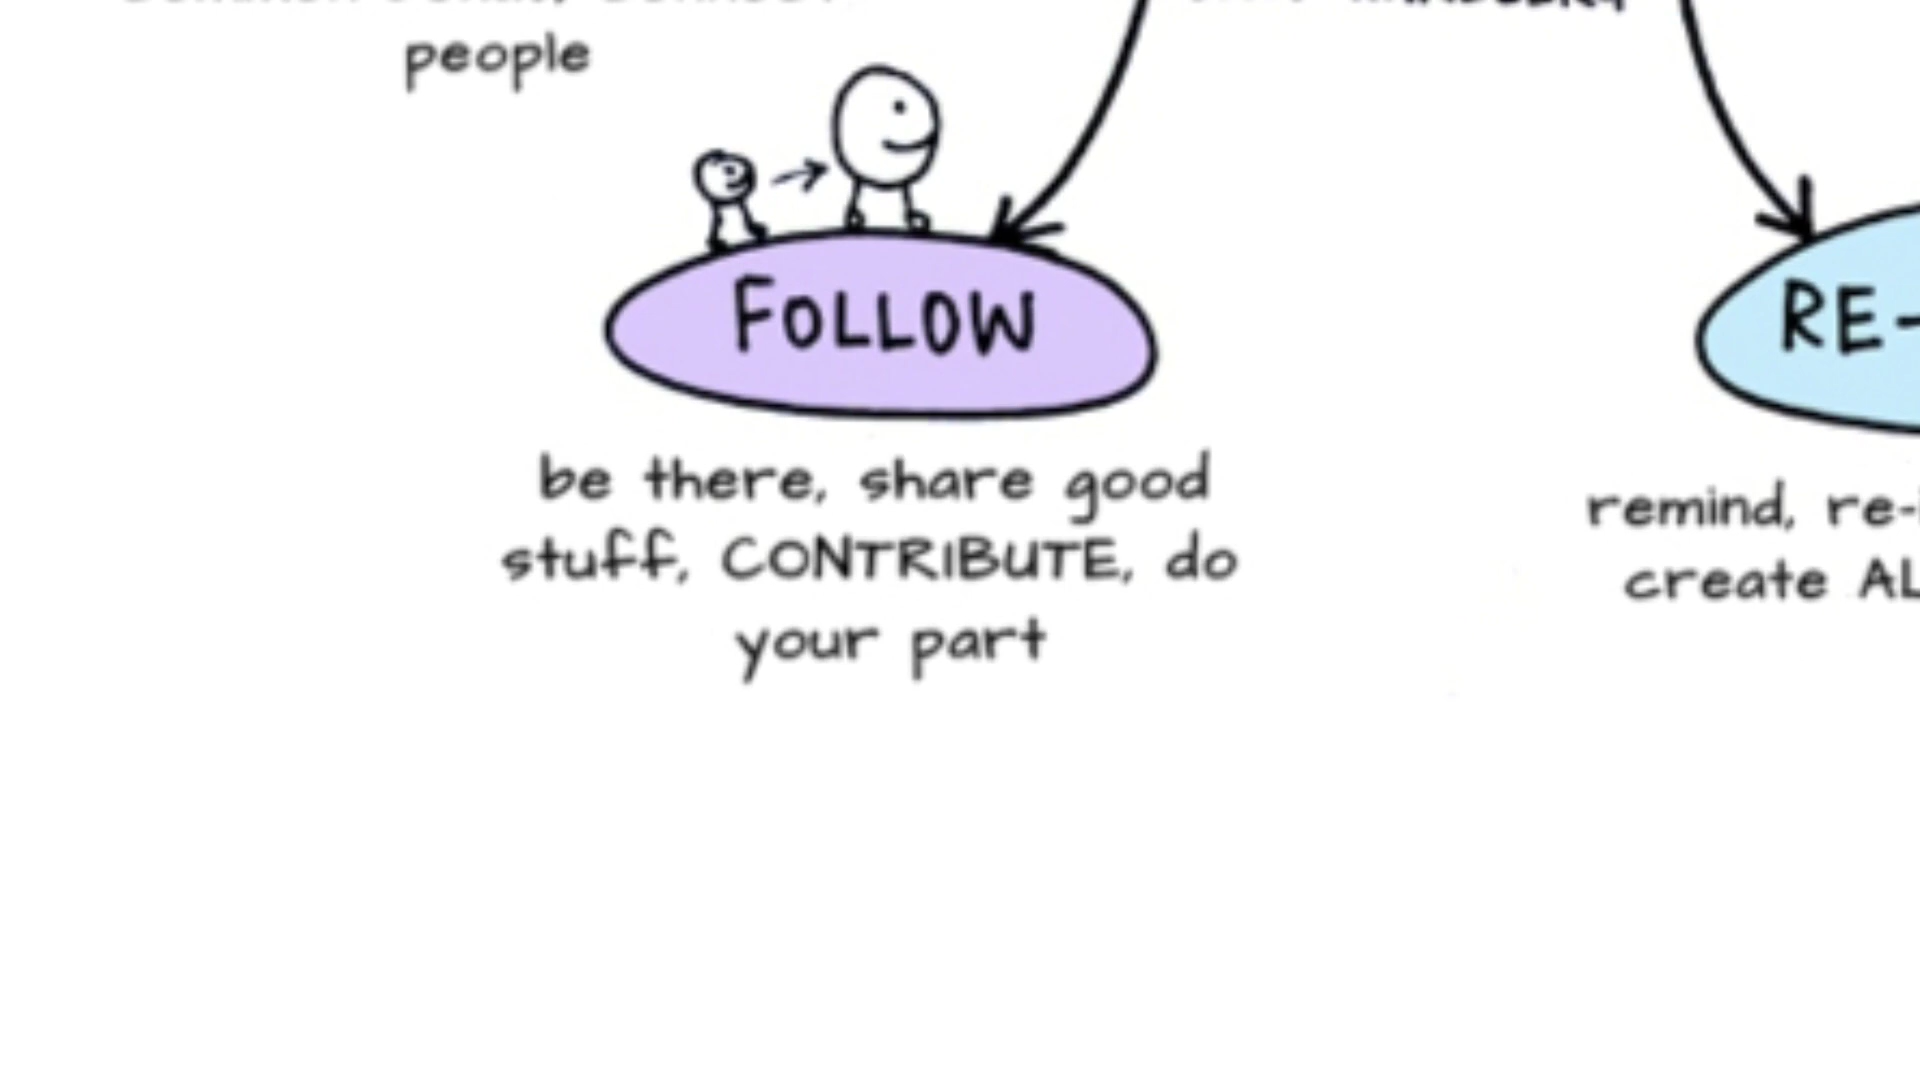 people
FOLLOW
RE-
be there, share good
stuff, CONTRIBUTE, do
your part
remind, re-
create AL